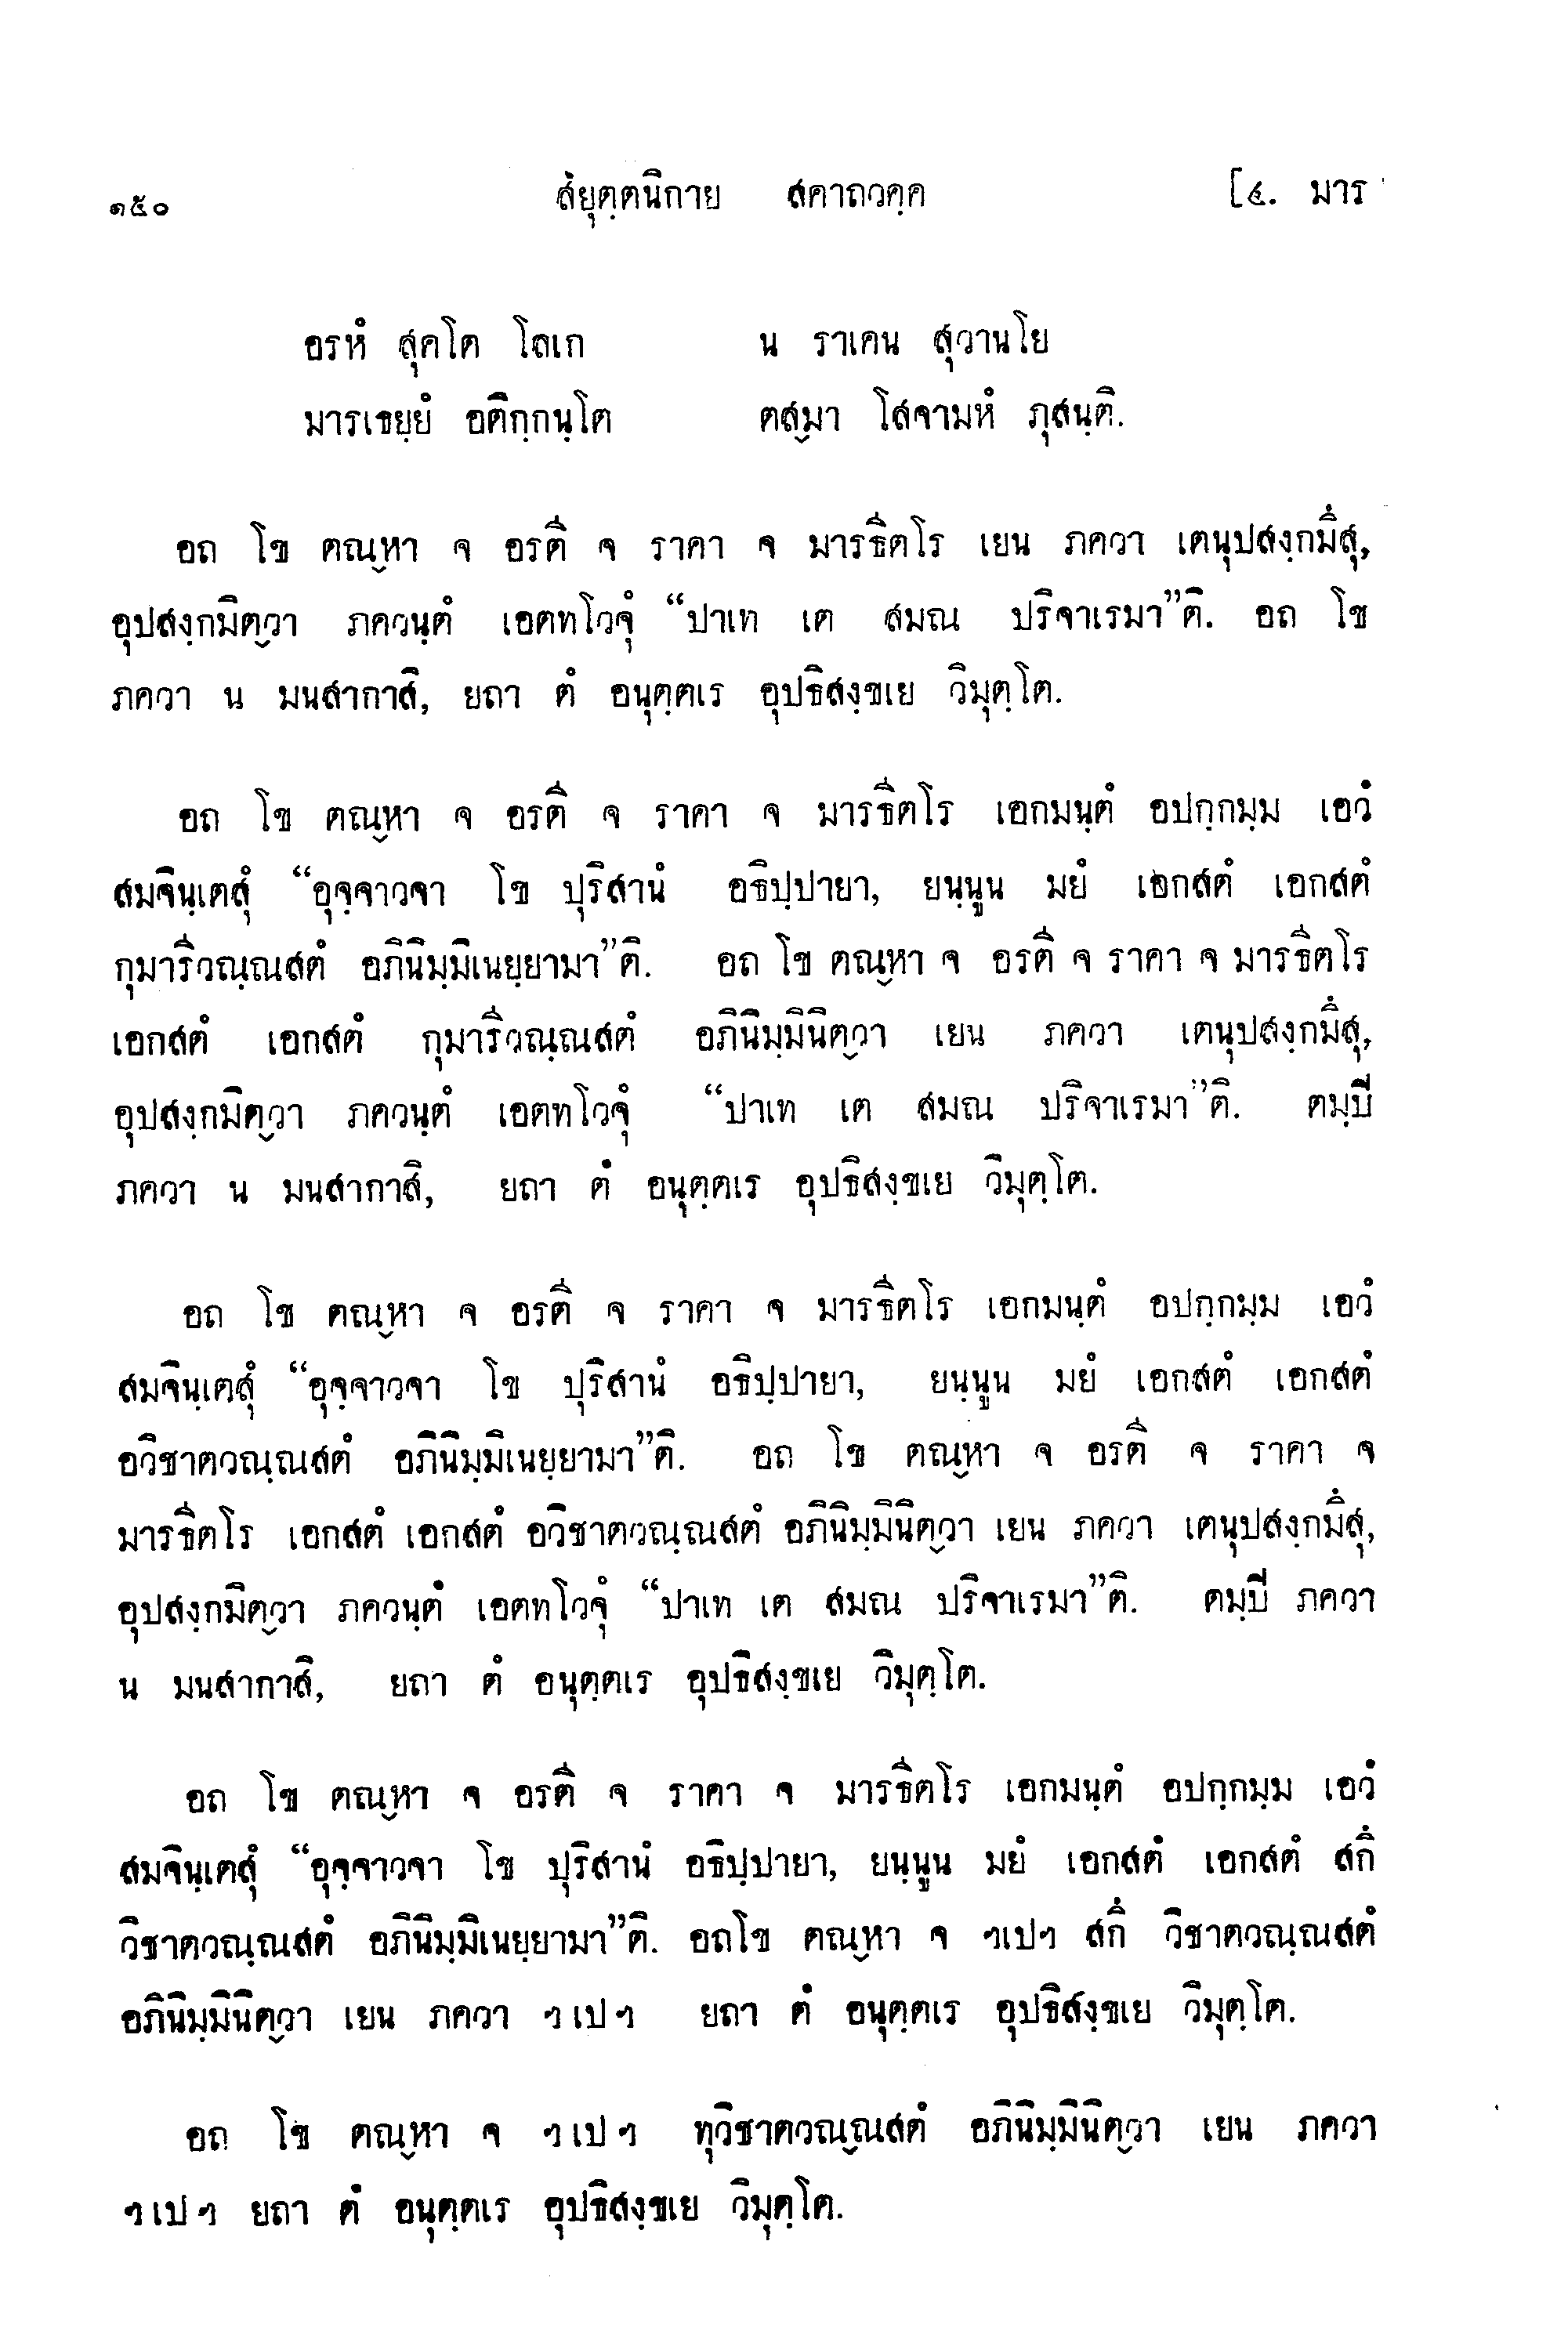 ๑๕๐ สํยุตฺตนิกาย สคาถวคฺค [๔. มาร
อรหํ สุคโต โลเก น ราเคน สุวานโย
มารเธยฺยํ อติกฺกนฺโต ตสฺมา โสจามหํ ภุสนฺติ.
อถ โข ตณฺหา จ อรตี จ ราคา จ มารธีตโร เยน ภควา เตนุปสงฺกมึสุ,
อุปสงฺกมิตฺวา ภควนฺตํ เอตทโวจุํ “ปาเท เต สมณ ปริจาเรมา”ติ. อถ โข
ภควา น มนสากาสิ, ยถา ตํ อนุตฺตเร อุปธิสงฺขเย วิมุตฺโต.
อถ โข ตณฺหา จ อรตี จ ราคา จ มารธีตโร เอกมนฺตํ อปกฺกมฺม เอวํ
สมจินฺเตสุํ “อุจฺจาวจา โข ปุริสานํ อธิปฺปายา, ยนฺนูน มยํ เอกสตํ เอกสตํ
กุมารีวณฺณสตํ อภินิมฺมิเนยฺยามา”ติ. อถ โข ตณฺหา จ อรตี จ ราคา จ มารธีตโร
เอกสตํ เอกสตํ กุมารีวณฺณสตํ อภินิมฺมินิตฺวา เยน ภควา เตนุปสงฺกมึสุ,
อุปสงฺกมิตฺวา ภควนฺตํ เอตทโวจุํ “ปาเท เต สมณ ปริจาเรมา”ติ. ตมฺปิ
ภควา น มนสากาสิ, ยถา ตํ อนุตฺตเร อุปธิสงฺขเย วิมุตฺโต.
อถ โข ตณฺหา จ อรตี จ ราคา จ มารธีตโร เอกมนฺตํ อปกฺกมฺม เอวํ
สมจินฺเตสุํ “อุจฺจาวจา โข ปุริสานํ อธิปฺปายา, ยนฺนูน มยํ เอกสตํ เอกสตํ
อวิชาตวณฺณสตํ อภินิมฺมิเนยฺยามา”ติ. อถ โข ตณฺหา จ อรตี จ ราคา จ
มารธีตโร เอกสตํ เอกสตํ อวิชาตวณฺณสตํ อภินิมฺมินิตฺวา เยน ภควา เตนุปสงฺกมึสุ,
อุปสงฺกมิตฺวา ภควนฺตํ เอตทโวจุํ “ปาเท เต สมณ ปริจาเรมา”ติ. ตมฺปิ ภควา
น มนสากาสิ, ยถา ตํ อนุตฺตเร อุปธิสงฺขเย วิมุตฺโต.
อถ โข ตณฺหา จ อรตี จ ราคา จ มารธีตโร เอกมนฺตํ อปกฺกมฺม เอวํ
สมจินฺเตสุํ “อุจฺจาวจา โข ปุริสานํ อธิปฺปายา, ยนฺนูน มยํ เอกสตํ เอกสตํ สกึ
วิชาตวณฺณสตํ อภินิมฺมิเนยฺยามา”ติ. อถโข ตณฺหา จ ฯเปฯ สกึ วิชาตวณฺณสตํ
อภินิมฺมินิตฺวา เยน ภควา ฯเปฯ ยถา ตํ อนุตฺตเร อุปธิสงฺขเย วิมุตฺโต.
อถ โข ตณฺหา จ ฯเปฯ ทุวิชาตวณฺณสตํ อภินิมฺมินิตฺวา เยน ภควา
ฯเปฯ ยถา ตํ อนุตฺตเร อุปธิสงฺขเย วิมุตฺโต.